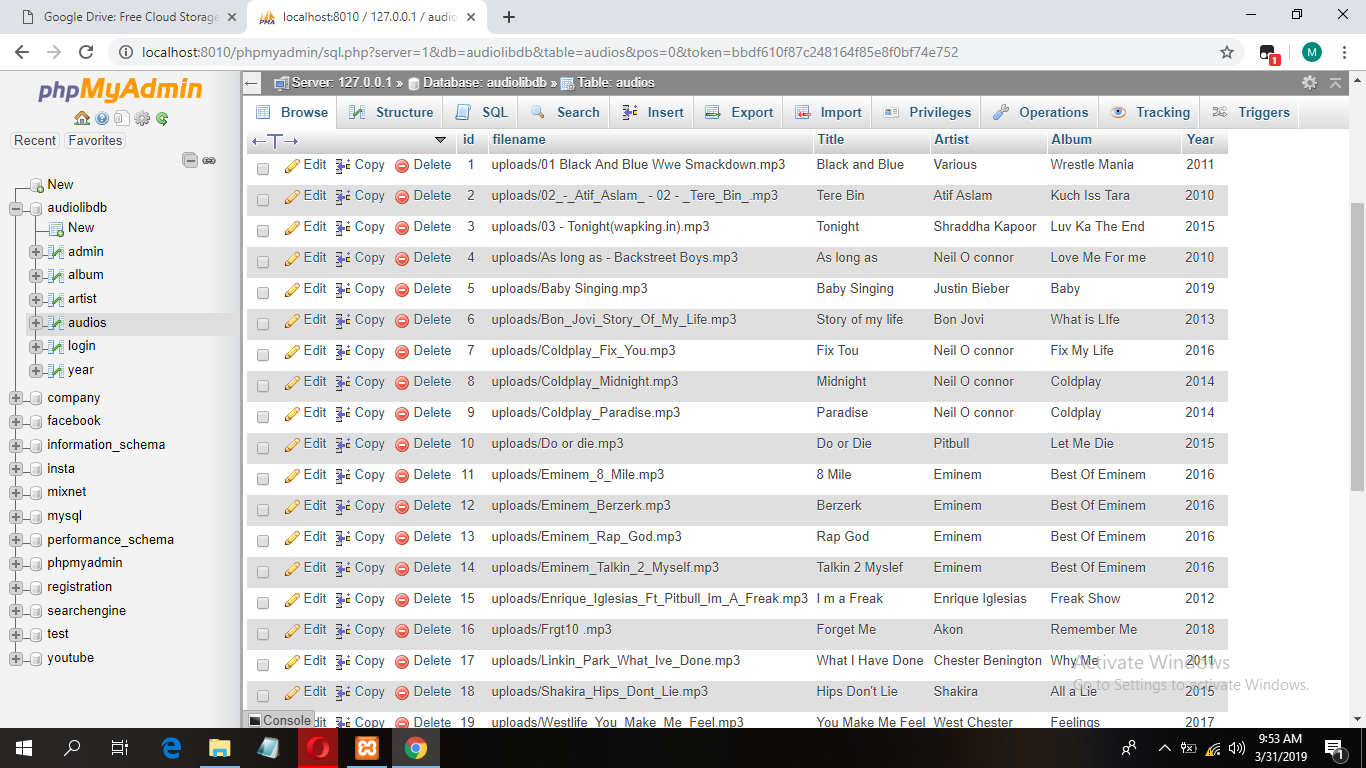 Google Drive: Free Cloud Storage
localhost:8010 / 127.0.0.1 / audio
localhost:8010/phpmyadmin/sql.php?server=1&db=audiolibdb&table=audios&pos=0&token=bbdf610f87c248164f85e8f0bf74e752
1
M
phpMyAdmin
Recent Favorites
New
audiolibdb
New
admin
album
artist
audios
login
year
company
facebook
information_schema
insta
mixnet
mysql
performance_schema
phpmyadmin
registration
searchengine
test
youtube
Server: 127.0.0.1 » Database: audiolibdb » Table: audios
Browse Structure SQL Search Insert Export Import Privileges Operations Tracking Triggers
id filename Title Artist Album Year
Edit Copy Delete 1 uploads/01 Black And Blue Wwe Smackdown.mp3 Black and Blue Various Wrestle Mania 2011
Edit Copy Delete 2 uploads/02_-_Atif_Aslam_ - 02 - _Tere_Bin_.mp3 Tere Bin Atif Aslam Kuch Iss Tara 2010
Edit Copy Delete 3 uploads/03 - Tonight(wapking.in).mp3 Tonight Shraddha Kapoor Luv Ka The End 2015
Edit Copy Delete 4 uploads/As long as - Backstreet Boys.mp3 As long as Neil O connor Love Me For me 2010
Edit Copy Delete 5 uploads/Baby Singing.mp3 Baby Singing Justin Bieber Baby 2019
Edit Copy Delete 6 uploads/Bon_Jovi_Story_Of_My_Life.mp3 Story of my life Bon Jovi What is LIfe 2013
Edit Copy Delete 7 uploads/Coldplay_Fix_You.mp3 Fix Tou Neil O connor Fix My Life 2016
Edit Copy Delete 8 uploads/Coldplay_Midnight.mp3 Midnight Neil O connor Coldplay 2014
Edit Copy Delete 9 uploads/Coldplay_Paradise.mp3 Paradise Neil O connor Coldplay 2014
Edit Copy Delete 10 uploads/Do or die.mp3 Do or Die Pitbull Let Me Die 2015
Edit Copy Delete 11 uploads/Eminem_8_Mile.mp3 8 Mile Eminem Best Of Eminem 2016
Edit Copy Delete 12 uploads/Eminem_Berzerk.mp3 Berzerk Eminem Best Of Eminem 2016
Edit Copy Delete 13 uploads/Eminem_Rap_God.mp3 Rap God Eminem Best Of Eminem 2016
Edit Copy Delete 14 uploads/Eminem_Talkin_2_Myself.mp3 Talkin 2 Myslef Eminem Best Of Eminem 2016
Edit Copy Delete 15 uploads/Enrique_Iglesias_Ft_Pitbull_Im_A_Freak.mp3 I m a Freak Enrique Iglesias Freak Show 2012
Edit Copy Delete 16 uploads/Frgt10 .mp3 Forget Me Akon Remember Me 2018
Edit Copy Delete 17 uploads/Linkin_Park_What_Ive_Done.mp3 What I Have Done Chester Benington Why Me 2011
Edit Copy Delete 18 uploads/Shakira_Hips_Dont_Lie.mp3 Hips Don't Lie Shakira All a Lie 2015
Edit Copy Delete 19 uploads/Westlife_You_Make_Me_Feel.mp3 You Make Me Feel West Chester Feelings 2017
Activate Windows
Go to Settings to activate Windows.
Console
9:53 AM
3/31/2019
1